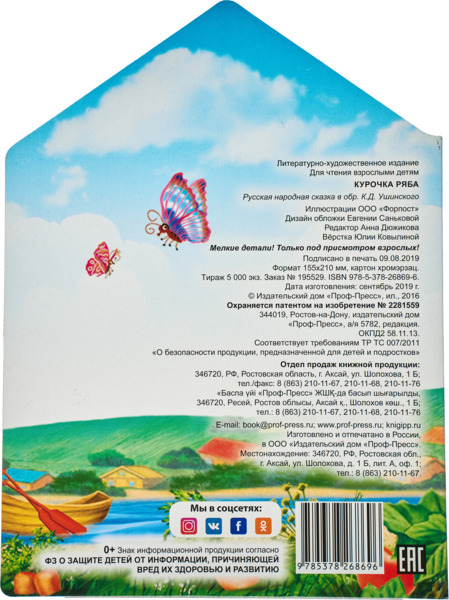 Литературно-художественное издание
Для чтения взрослыми детям
КУРОЧКА РЯБА
Русская народная сказка в обр. К.Д. Ушинского
Иллюстрации ООО «Форпост»
Дизайн обложки Евгении Саньковой
Редактор Анна Дюжикова
Вёрстка Юлии Ковылиной
Мелкие детали! Только под присмотром взрослых!
Подписано в печать 09.08.2019
Формат 155х210 мм, картон хромэрзац.
Тираж 5 000 экз. Заказ № 195529. ISBN 978-5-378-26869-6.
Дата изготовления: сентябрь 2019 г.
© Издательский дом «Проф-Пресс», ил., 2016
Охраняется патентом на изобретение № 2281559
344019, Ростов-на-Дону, издательский дом
«Проф-Пресс», а/я 5782, редакция.
ОКПД2 58.11.13.
Соответствует требованиям ТР ТС 007/2011
«О безопасности продукции, предназначенной для детей и подростков»
Отдел продаж книжной продукции:
346720, РФ, Ростовская область, г. Аксай, ул. Шолохова, 1 Б;
тел./факс: 8 (863) 210-11-67, 210-11-68, 210-11-76
«Баспа үйі «Проф-Пресс» ЖШҚ-да басып шығарылды,
346720, Ресей, Ростов облысы, Аксай қ., Шолохов көш., 1 Б;
тел.: 8 (863) 210-11-67, 210-11-68, 210-11-76
E-mail: book@prof-press.ru; knigipp.ru
Изготовлено и отпечатано в России,
в ООО «Издательский дом «Проф-Пресс».
Местонахождение: 346720, РФ, Ростовская обл.,
г. Аксай, ул. Шолохова, д. 1 Б, лит. А, оф. 1;
тел.: 8 (863) 210-11-67.
Мы в соцсетях:
0+ Знак информационной продукции согласно
ФЗ О ЗАЩИТЕ ДЕТЕЙ ОТ ИНФОРМАЦИИ, ПРИЧИНЯЮЩЕЙ
ВРЕД ИХ ЗДОРОВЬЮ И РАЗВИТИЮ
9785378268696
EAC